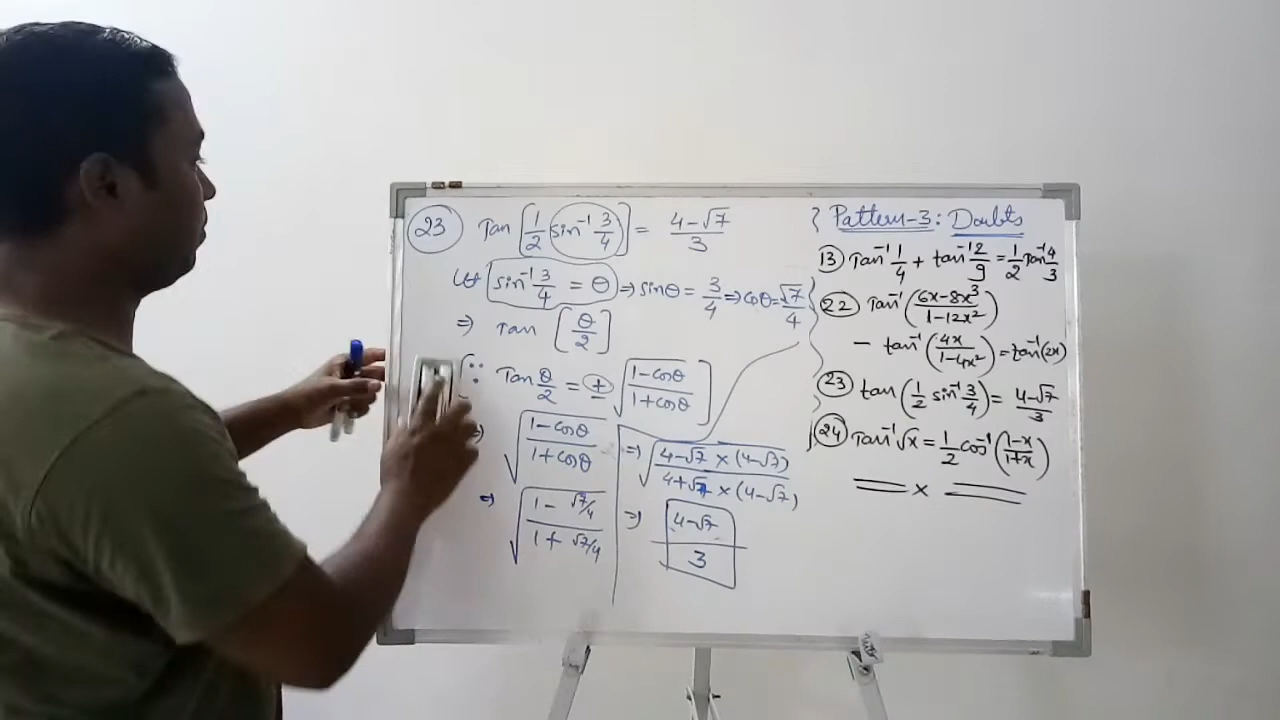 23 Tan [1/2 sin⁻¹ 3/4] = 4-√7/3
let sin⁻¹ 3/4 = θ ⇒ sinθ = 3/4 ⇒ cosθ = √7/4
⇒ Tan [θ/2]
[∵ Tan θ/2 = ± √(1-cosθ/1+cosθ)]
⇒ √(1-cosθ/1+cosθ)
⇒ √(1-√7/4/1+√7/4)
⇒ √(4-√7 × (4-√7)/4+√7 × (4-√7))
⇒ 4-√7/3
Pattern-3: Doubts
13 Tan⁻¹ 1/4 + tan⁻¹ 2/9 = 1/2 Tan⁻¹ 4/3
22 Tan⁻¹ (6x-8x³/1-12x²)
- tan⁻¹ (4x/1-4x²) = tan⁻¹(2x)
23 tan (1/2 sin⁻¹ 3/4) = 4-√7/3
24 Tan⁻¹ √x = 1/2 cos⁻¹ (1-x/1+x)
×